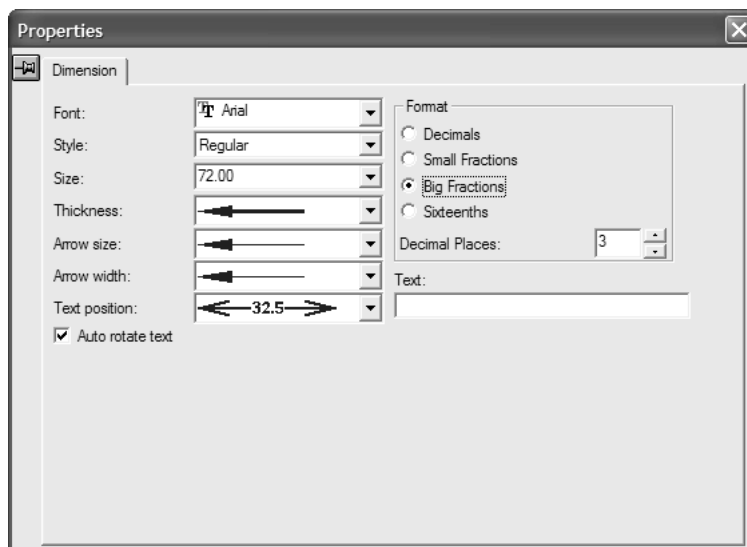 Properties
Dimension
Font: Arial
Style: Regular
Size: 72.00
Thickness:
Arrow size:
Arrow width:
Text position: 32.5
Auto rotate text
Format
Decimals
Small Fractions
Big Fractions
Sixteenths
Decimal Places: 3
Text: